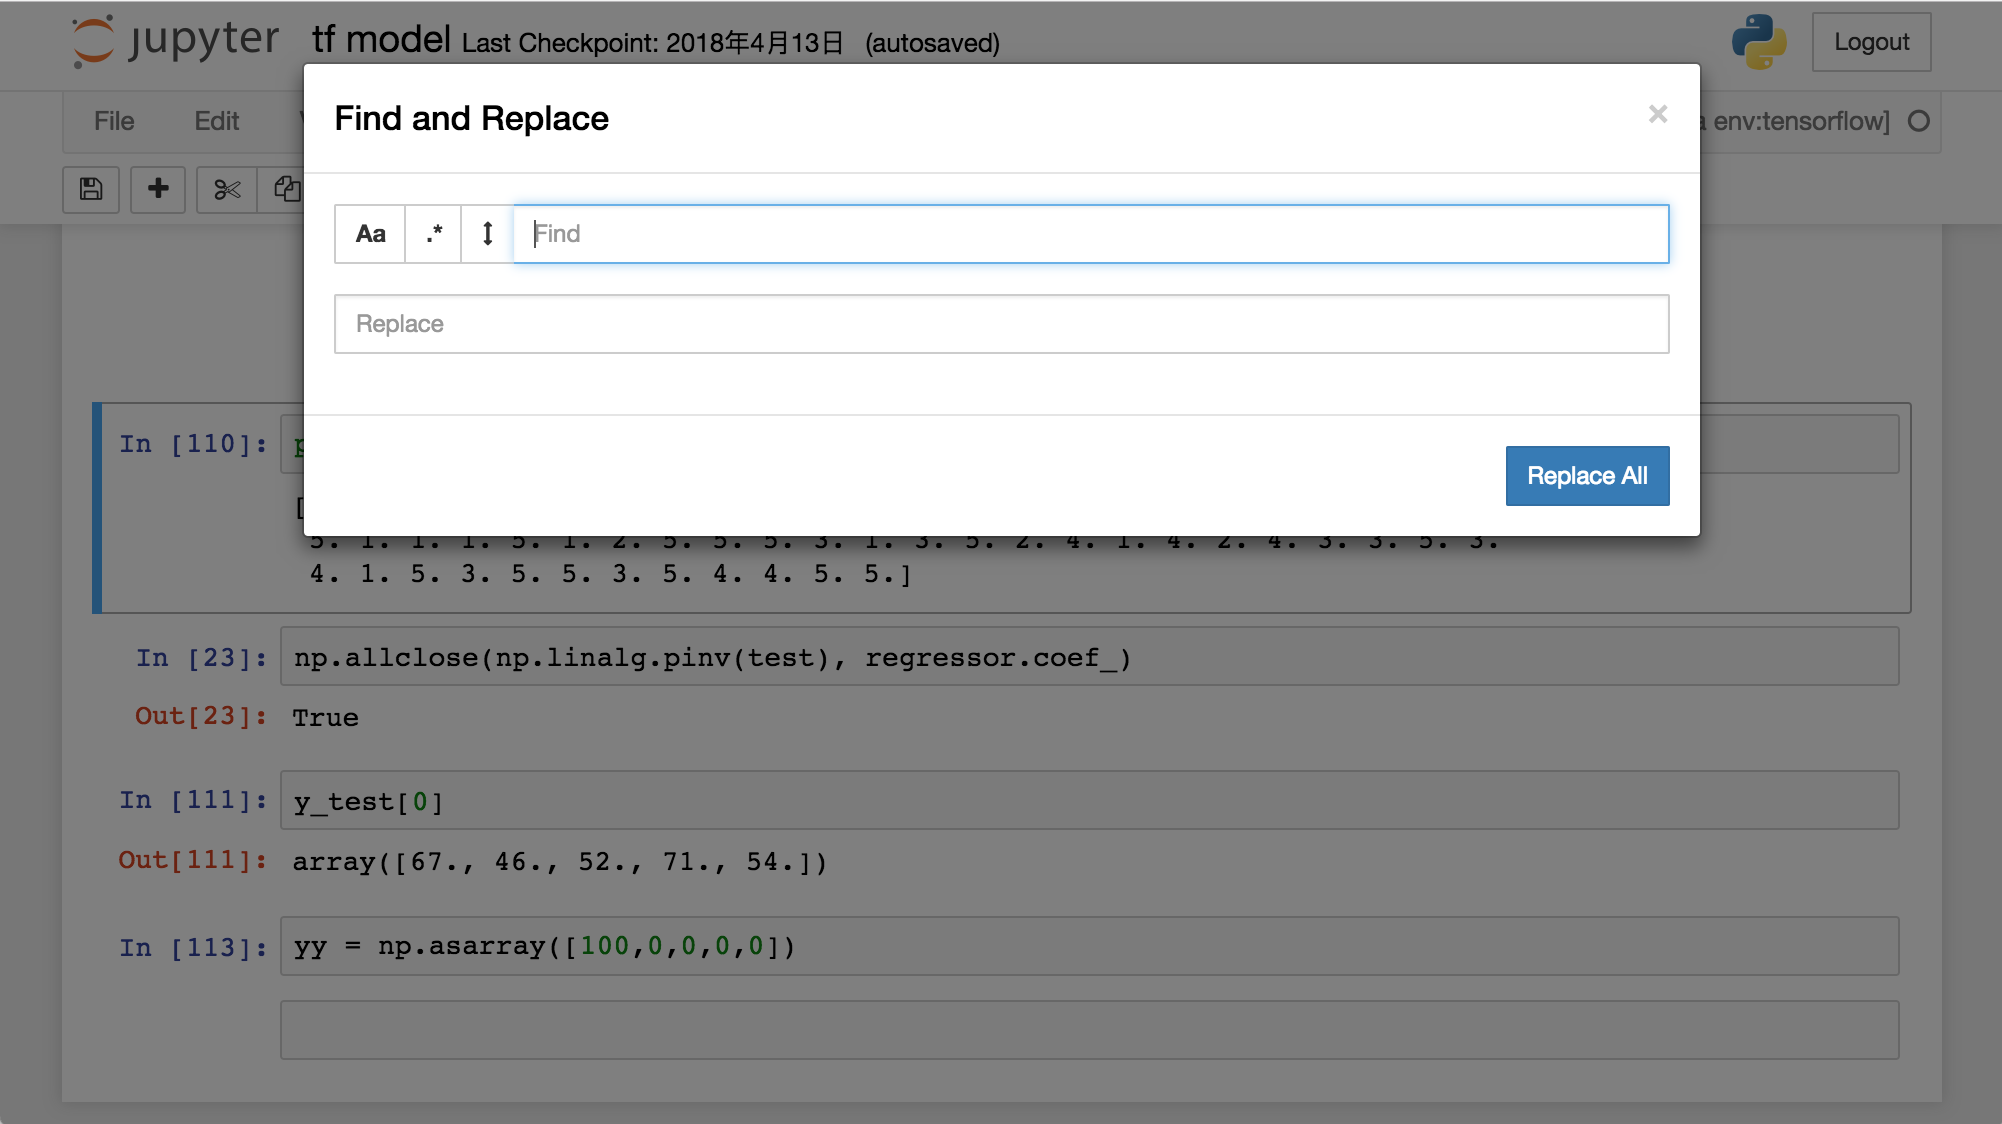 jupyter tf model Last Checkpoint: 2018年4月13日 (autosaved)
Logout
File Edit
env:tensorflow]
Find and Replace
×
Aa .* Find
Replace
Replace All
In [110]: p
[
5. 1. 1. 1. 5. 1. 2. 5. 5. 5. 3. 1. 3. 5. 2. 4. 1. 4. 2. 4. 3. 3. 5. 3.
4. 1. 5. 3. 5. 5. 3. 5. 4. 4. 5. 5.]
In [23]: np.allclose(np.linalg.pinv(test), regressor.coef_)
Out[23]: True
In [111]: y_test[0]
Out[111]: array([67., 46., 52., 71., 54.])
In [113]: yy = np.asarray([100,0,0,0,0])